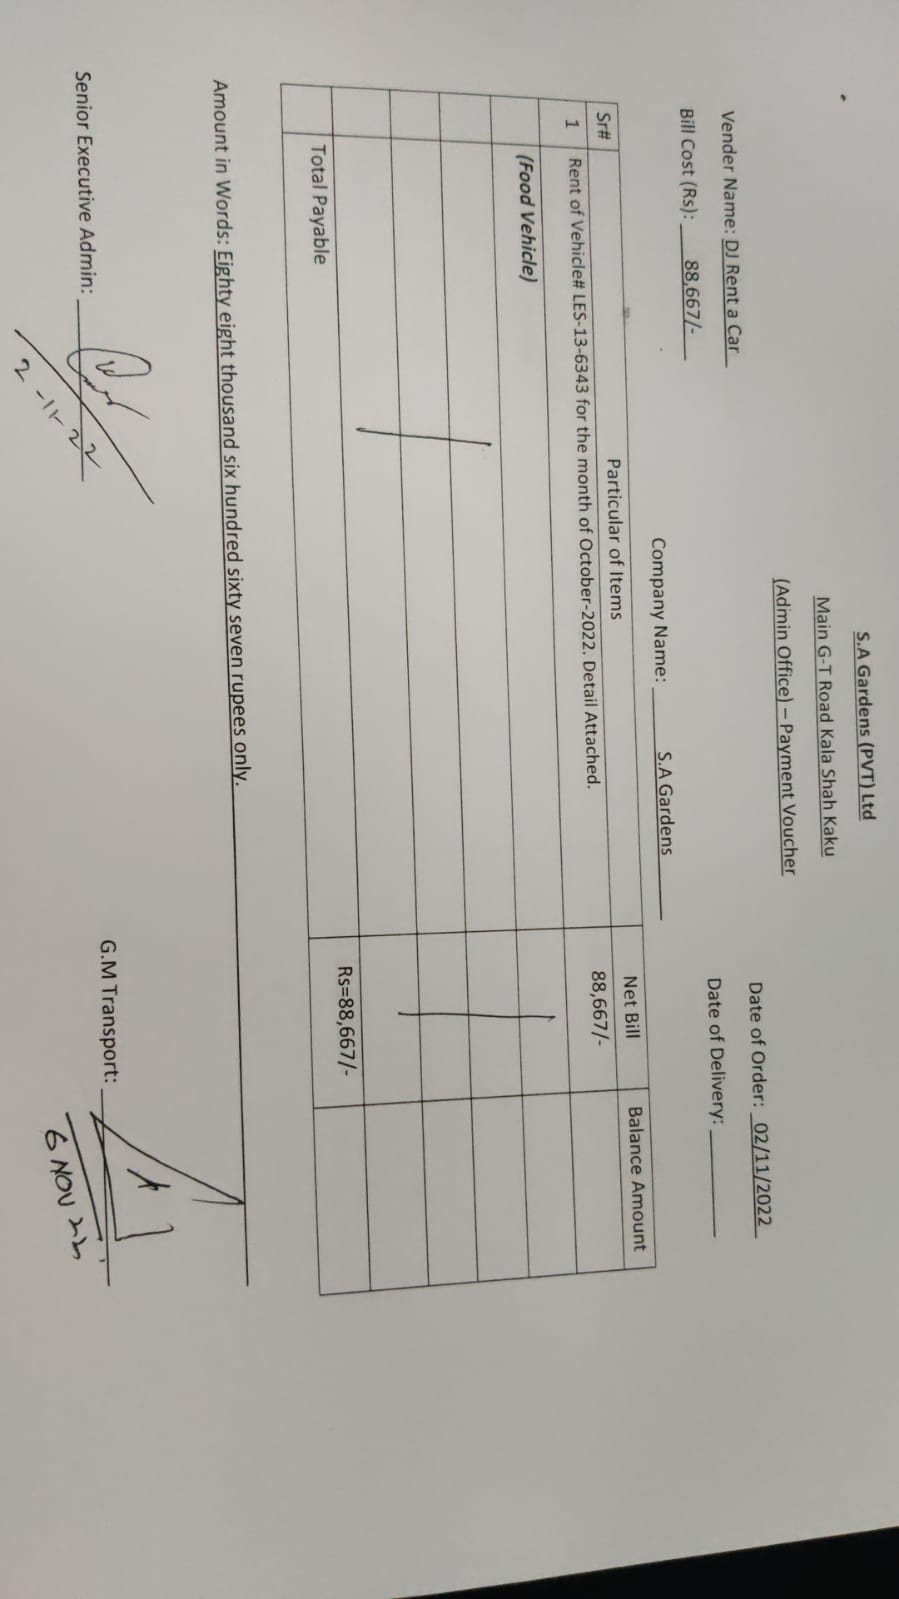 S.A Gardens (PVT) Ltd
Main G-T Road Kala Shah Kaku
(Admin Office) – Payment Voucher
Date of Order: 02/11/2022
Vender Name: DJ Rent a Car
Date of Delivery:
Bill Cost (Rs): 88,667/-
Company Name: S.A Gardens
Sr# Particular of Items Net Bill Balance Amount
1 Rent of Vehicle# LES-13-6343 for the month of October-2022. Detail Attached. 88,667/-
(Food Vehicle)
Total Payable Rs=88,667/-
Amount in Words: Eighty eight thousand six hundred sixty seven rupees only.
Senior Executive Admin:
2-11-22
G.M Transport:
6 NOV 22